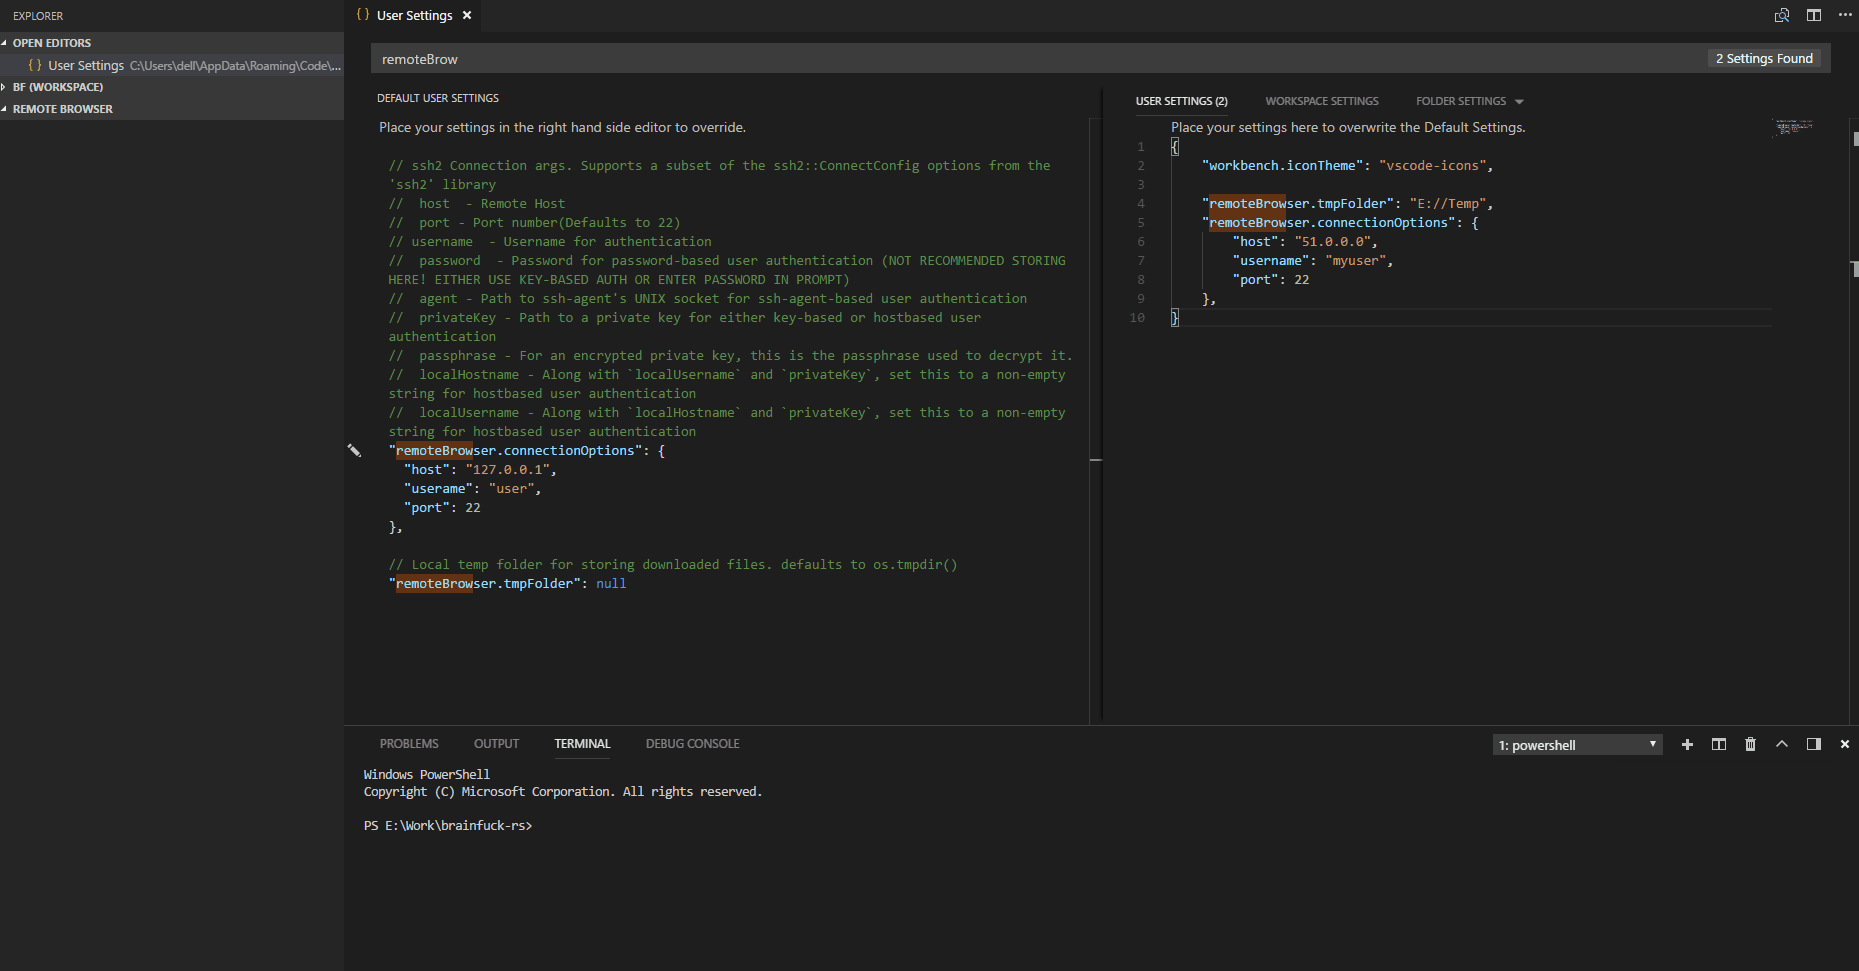 EXPLORER
OPEN EDITORS
{ } User Settings C:\Users\dell\AppData\Roaming\Code\...
BF (WORKSPACE)
REMOTE BROWSER
{ } User Settings ×
remoteBrow
2 Settings Found
DEFAULT USER SETTINGS
Place your settings in the right hand side editor to override.
// ssh2 Connection args. Supports a subset of the ssh2::ConnectConfig options from the
'ssh2' library
//  host  - Remote Host
//  port - Port number(Defaults to 22)
// username  - Username for authentication
//  password  - Password for password-based user authentication (NOT RECOMMENDED STORING
HERE! EITHER USE KEY-BASED AUTH OR ENTER PASSWORD IN PROMPT)
//  agent - Path to ssh-agent's UNIX socket for ssh-agent-based user authentication
//  privateKey - Path to a private key for either key-based or hostbased user
authentication
//  passphrase - For an encrypted private key, this is the passphrase used to decrypt it.
//  localHostname - Along with `localUsername` and `privateKey`, set this to a non-empty
string for hostbased user authentication
//  localUsername - Along with `localHostname` and `privateKey`, set this to a non-empty
string for hostbased user authentication
"remoteBrowser.connectionOptions": {
"host": "127.0.0.1",
"userame": "user",
"port": 22
},
// Local temp folder for storing downloaded files. defaults to os.tmpdir()
"remoteBrowser.tmpFolder": null
USER SETTINGS (2) WORKSPACE SETTINGS FOLDER SETTINGS
Place your settings here to overwrite the Default Settings.
1 {
2 "workbench.iconTheme": "vscode-icons",
3
4 "remoteBrowser.tmpFolder": "E://Temp",
5 "remoteBrowser.connectionOptions": {
6 "host": "51.0.0.0",
7 "username": "myuser",
8 "port": 22
9 },
10 }
PROBLEMS OUTPUT TERMINAL DEBUG CONSOLE
1: powershell
Windows PowerShell
Copyright (C) Microsoft Corporation. All rights reserved.
PS E:\Work\brainfuck-rs>